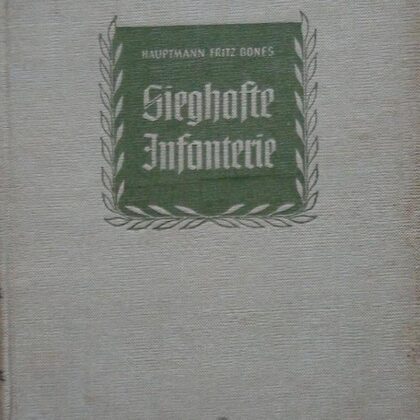 HAUPTMANN FRITZ BONES
Sieghafte
Infanterie